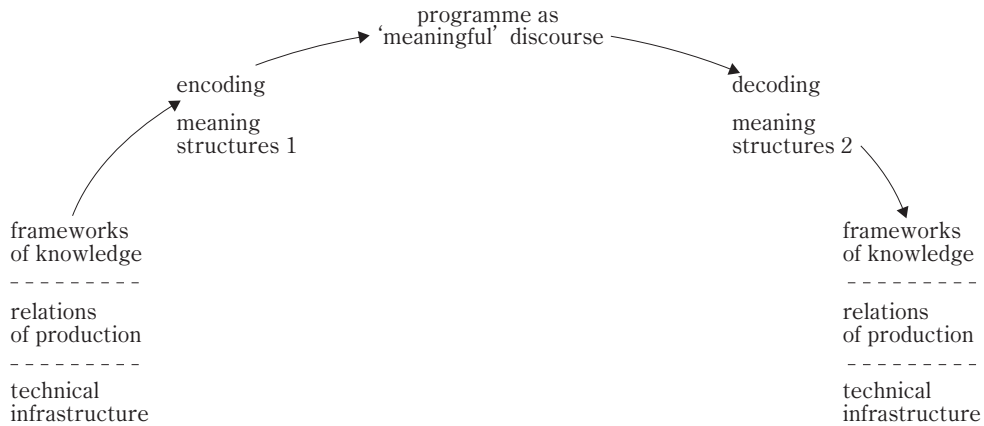 programme as
‘meaningful’ discourse
encoding
meaning
structures 1
decoding
meaning
structures 2
frameworks
of knowledge
relations
of production
technical
infrastructure
frameworks
of knowledge
relations
of production
technical
infrastructure